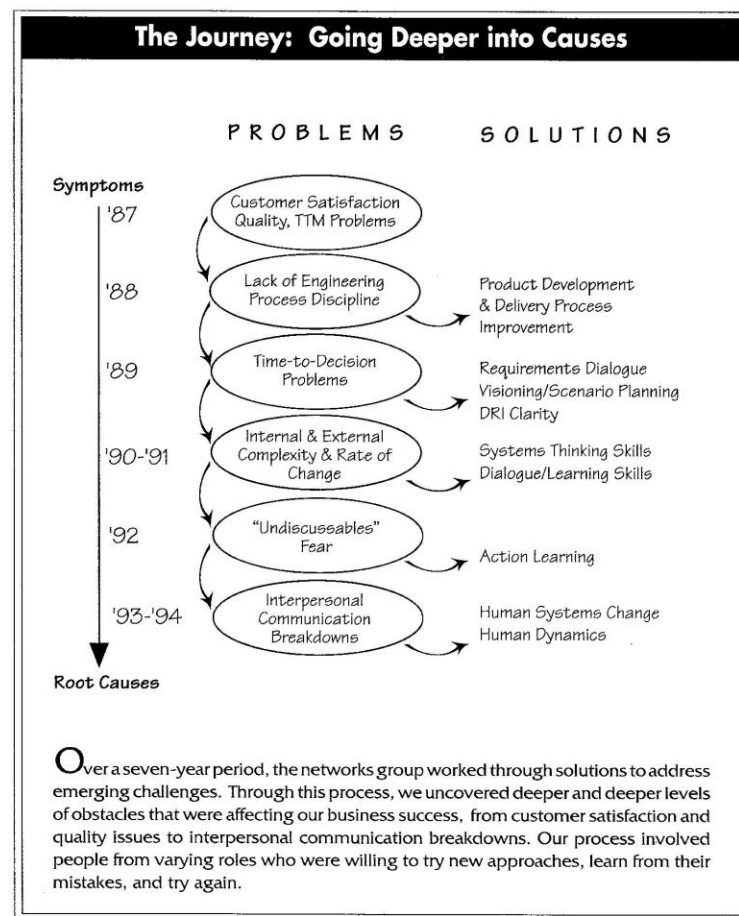 The Journey: Going Deeper into Causes
PROBLEMS SOLUTIONS
Symptoms
'87
Customer Satisfaction
Quality, TTM Problems
'88
Lack of Engineering
Process Discipline
Product Development
& Delivery Process
Improvement
'89
Time-to-Decision
Problems
Requirements Dialogue
Visioning/Scenario Planning
DRI Clarity
'90-'91
Internal & External
Complexity & Rate of
Change
Systems Thinking Skills
Dialogue/Learning Skills
'92
"Undiscussables"
Fear
Action Learning
'93-'94
Interpersonal
Communication
Breakdowns
Human Systems Change
Human Dynamics
Root Causes
Over a seven-year period, the networks group worked through solutions to address
emerging challenges. Through this process, we uncovered deeper and deeper levels
of obstacles that were affecting our business success, from customer satisfaction and
quality issues to interpersonal communication breakdowns. Our process involved
people from varying roles who were willing to try new approaches, learn from their
mistakes, and try again.